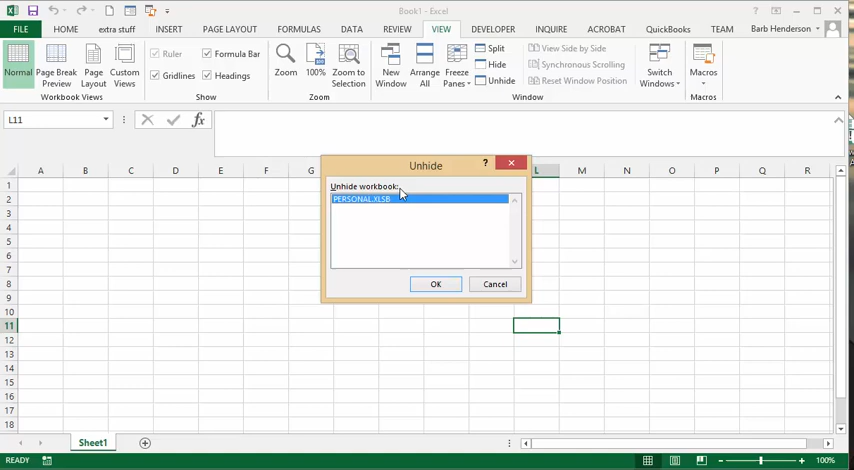 Book1 - Excel
FILE HOME extra stuff INSERT PAGE LAYOUT FORMULAS DATA REVIEW VIEW DEVELOPER INQUIRE ACROBAT QuickBooks TEAM Barb Henderson
Normal Page Break Preview Page Layout Custom Views
Workbook Views
Ruler Formula Bar
Gridlines Headings
Show
Zoom 100% Zoom to Selection
Zoom
New Window Arrange All Freeze Panes
Split
Hide
Unhide
View Side by Side
Synchronous Scrolling
Reset Window Position
Switch Windows
Window
Macros
Macros
L11
fx
A B C D E F G L M N O P Q R
Unhide ?
Unhide workbook:
PERSONAL.XLSB
OK Cancel
1
2
3
4
5
6
7
8
9
10
11
12
13
14
15
16
17
18
Sheet1
READY 100%